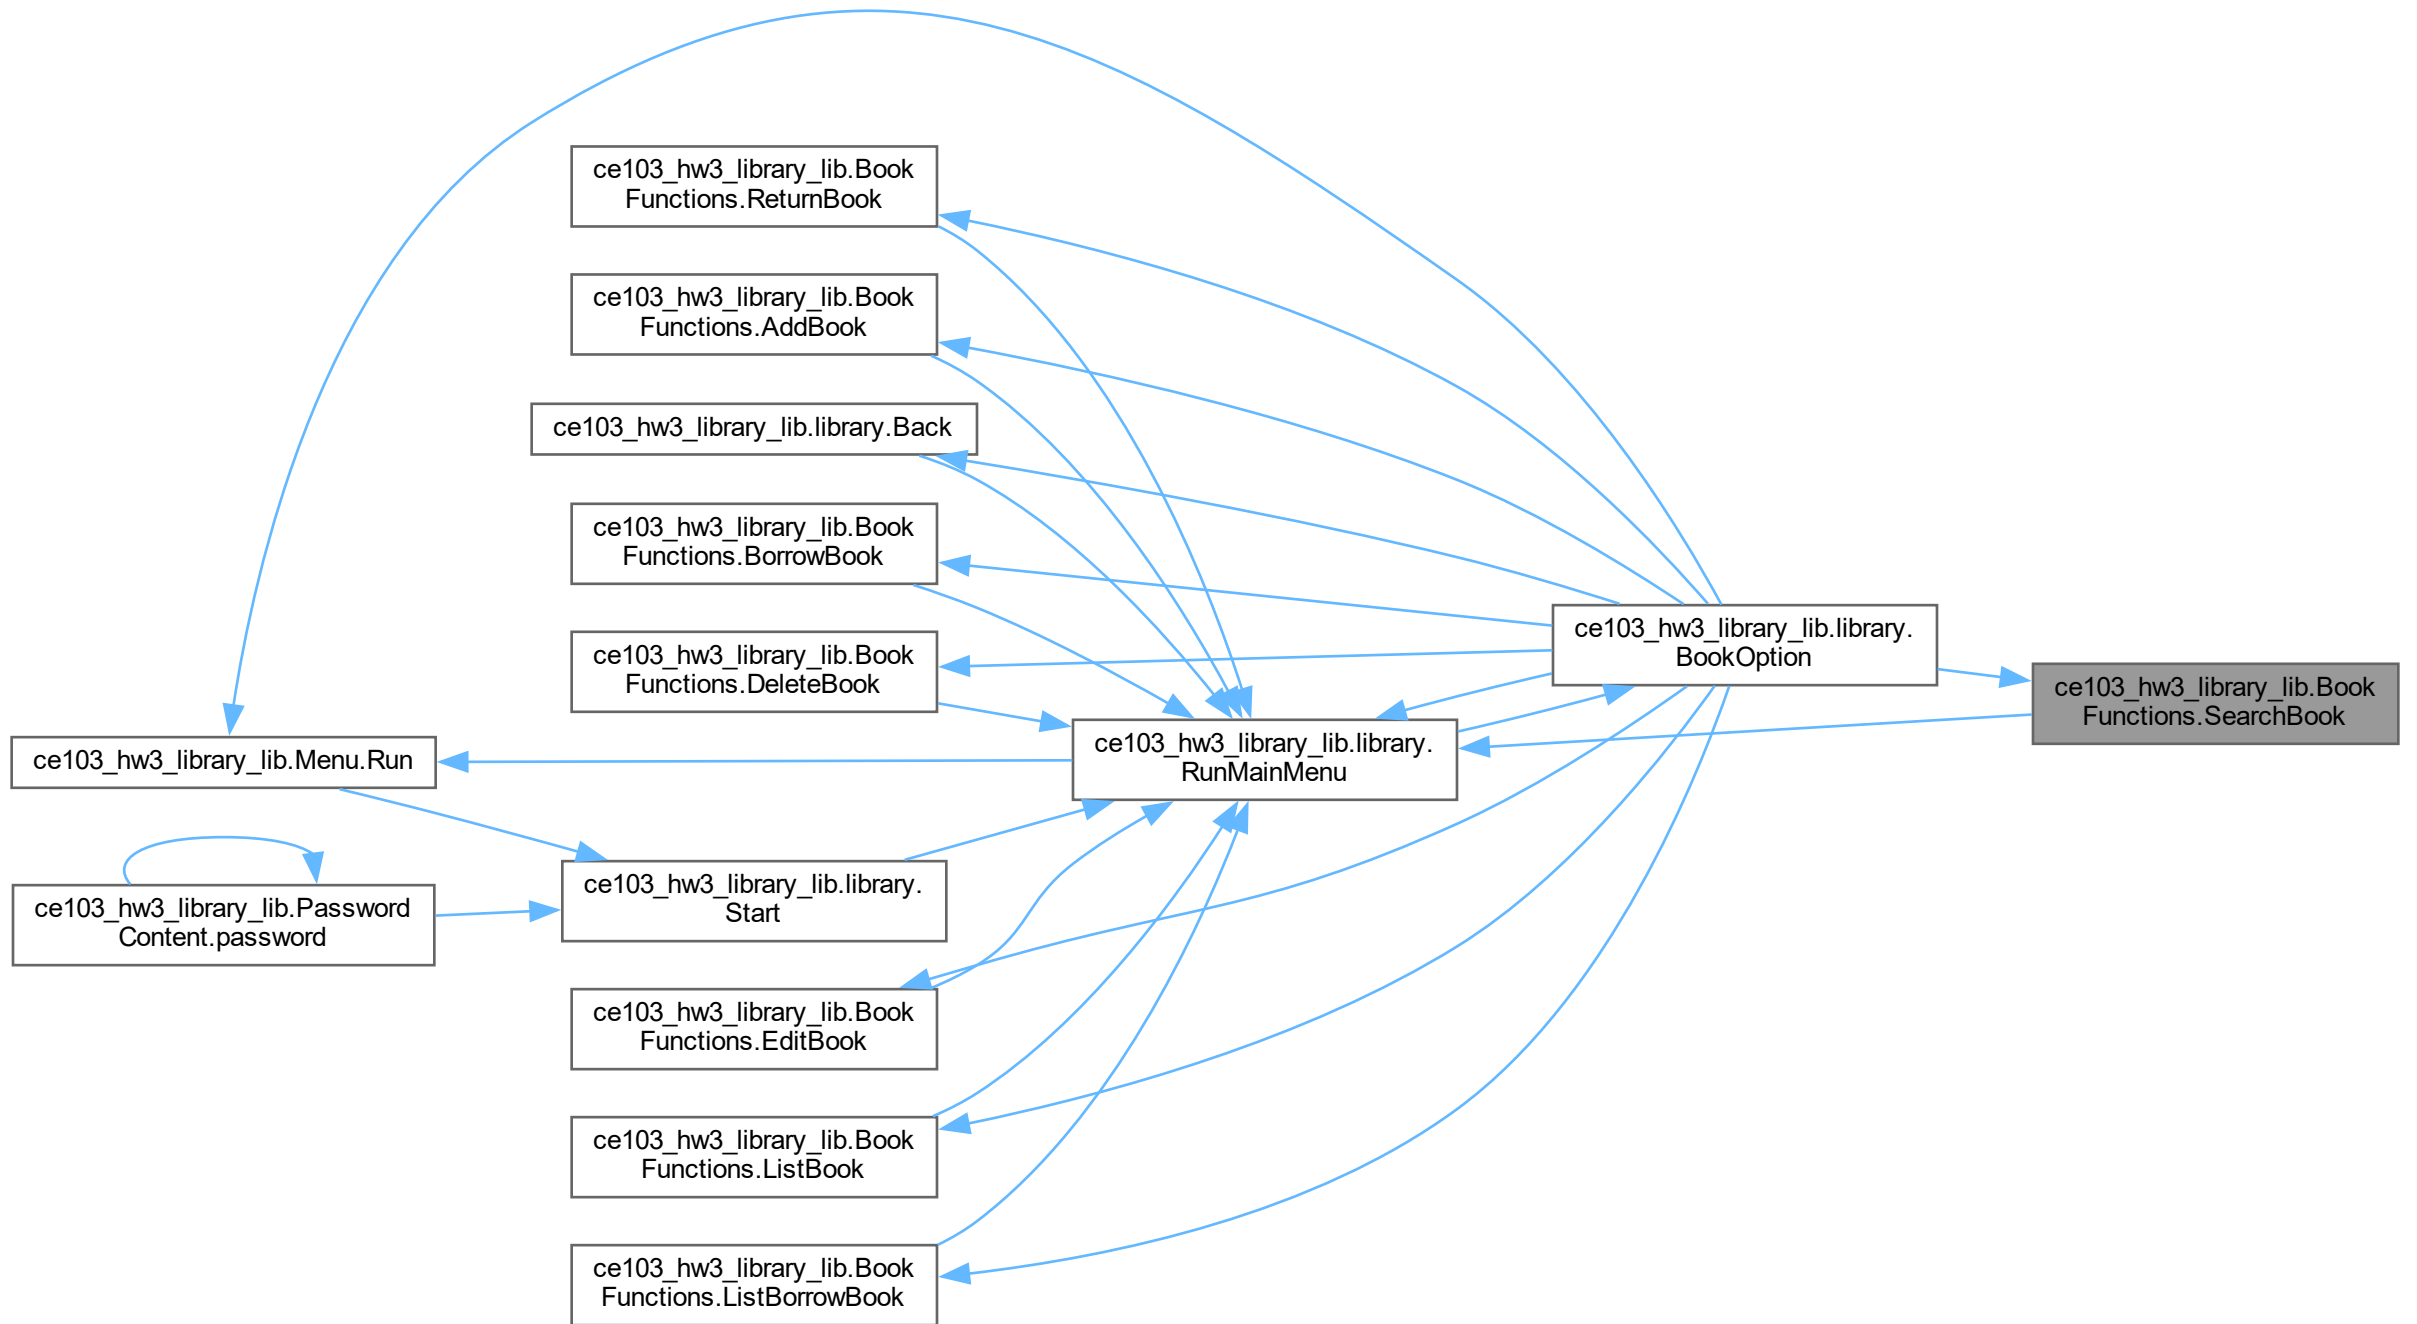 ce103_hw3_library_lib.Book
Functions.ReturnBook
ce103_hw3_library_lib.Book
Functions.AddBook
ce103_hw3_library_lib.library.Back
ce103_hw3_library_lib.Book
Functions.BorrowBook
ce103_hw3_library_lib.Book
Functions.DeleteBook
ce103_hw3_library_lib.library.
BookOption
ce103_hw3_library_lib.Book
Functions.SearchBook
ce103_hw3_library_lib.Menu.Run
ce103_hw3_library_lib.library.
RunMainMenu
ce103_hw3_library_lib.Password
Content.password
ce103_hw3_library_lib.library.
Start
ce103_hw3_library_lib.Book
Functions.EditBook
ce103_hw3_library_lib.Book
Functions.ListBook
ce103_hw3_library_lib.Book
Functions.ListBorrowBook